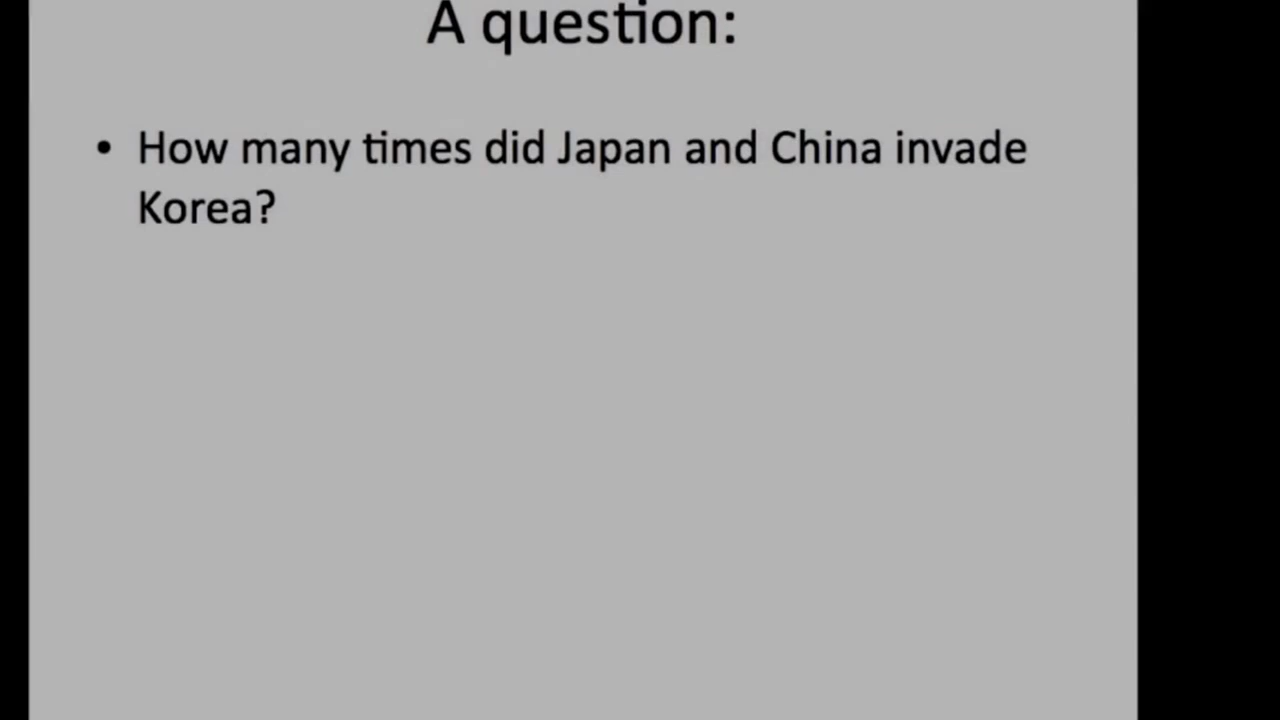 A question:
• How many times did Japan and China invade
Korea?